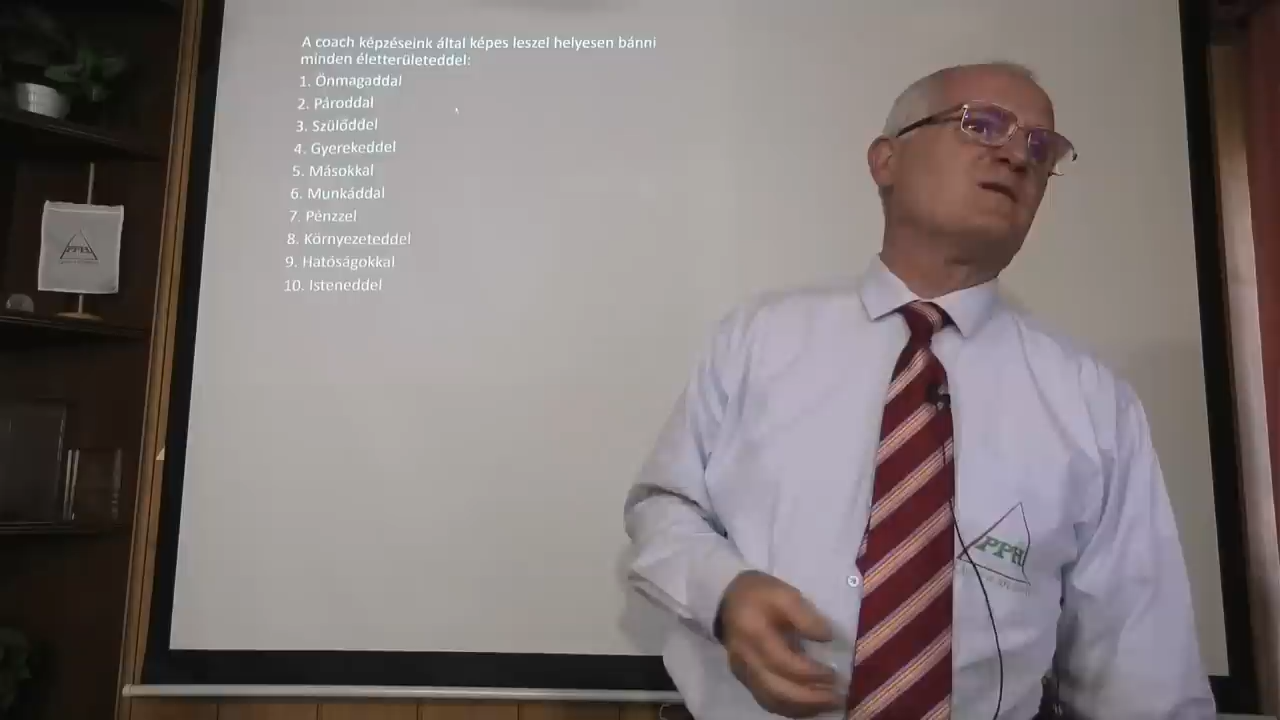 A coach képzéseink által képes leszel helyesen bánni
minden életterületeddel:
1. Önmagaddal
2. Pároddal
3. Szülőddel
4. Gyerekeddel
5. Másokkal
6. Munkáddal
7. Pénzzel
8. Környezeteddel
9. Hatóságokkal
10. Isteneddel
PPH
PPH